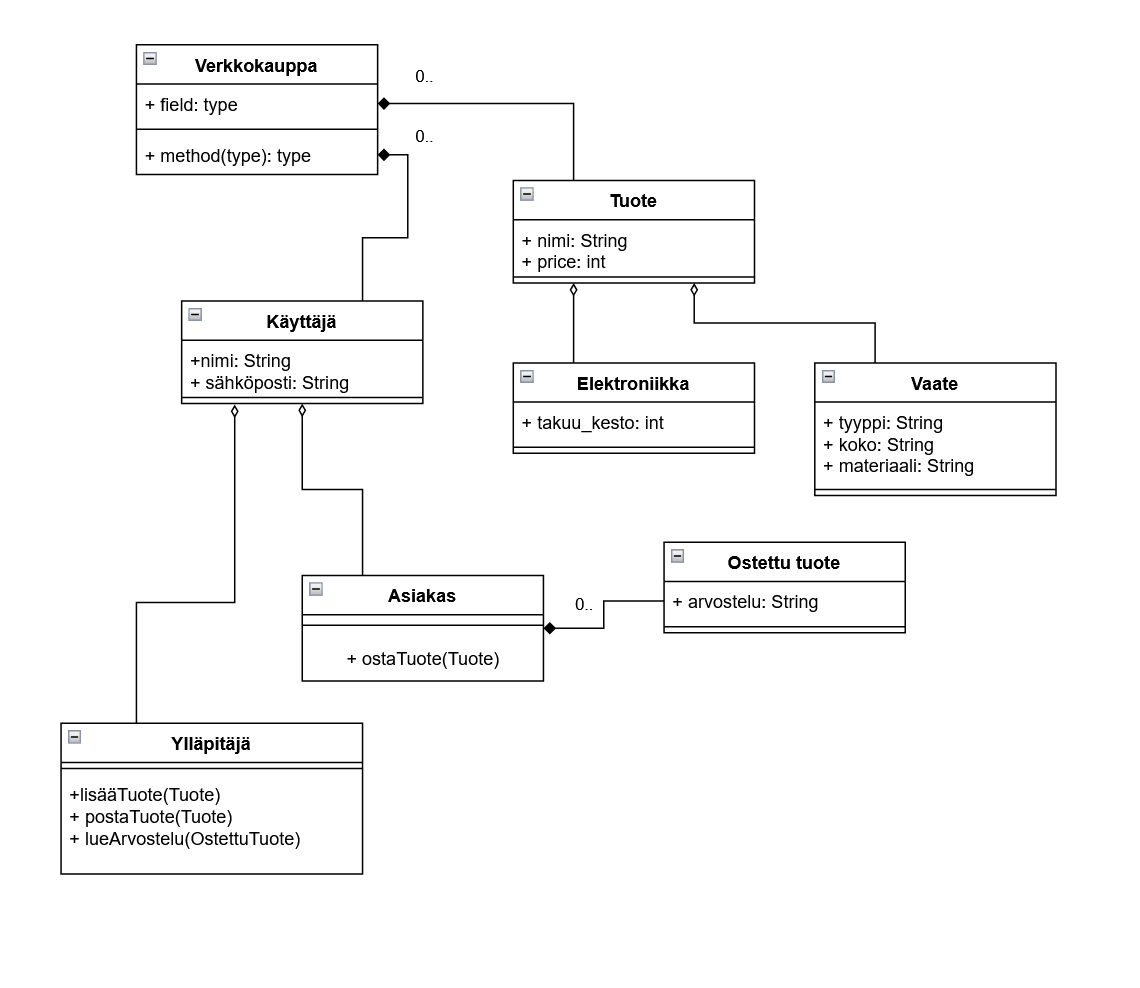 Verkkokauppa
+ field: type
+ method(type): type
0..
0..
Tuote
+ nimi: String
+ price: int
Käyttäjä
+nimi: String
+ sähköposti: String
Elektroniikka
+ takuu_kesto: int
Vaate
+ tyyppi: String
+ koko: String
+ materiaali: String
Asiakas
+ ostaTuote(Tuote)
0..
Ostettu tuote
+ arvostelu: String
Ylläpitäjä
+lisääTuote(Tuote)
+ postaTuote(Tuote)
+ lueArvostelu(OstettuTuote)